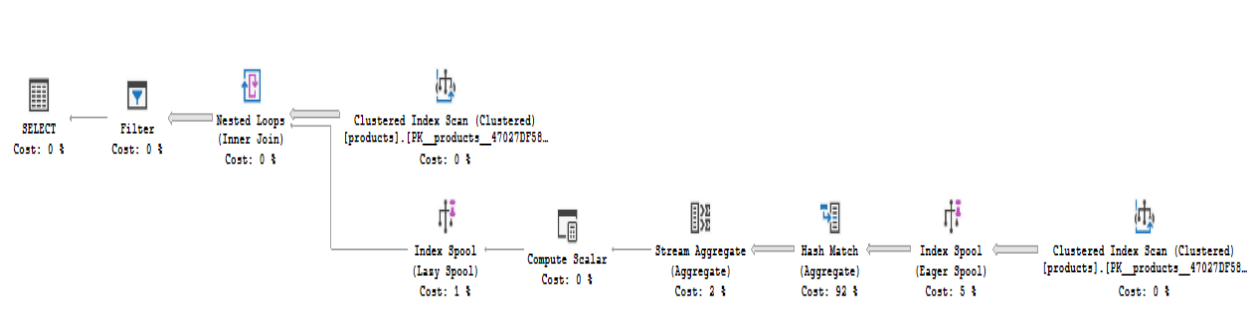 SELECT
Cost: 0 %
Filter
Cost: 0 %
Nested Loops
(Inner Join)
Cost: 0 %
Clustered Index Scan (Clustered)
[products].[PK__products__47027DF58…
Cost: 0 %
Index Spool
(Lazy Spool)
Cost: 1 %
Compute Scalar
Cost: 0 %
Stream Aggregate
(Aggregate)
Cost: 2 %
Hash Match
(Aggregate)
Cost: 92 %
Index Spool
(Eager Spool)
Cost: 5 %
Clustered Index Scan (Clustered)
[products].[PK__products__47027DF58…
Cost: 0 %